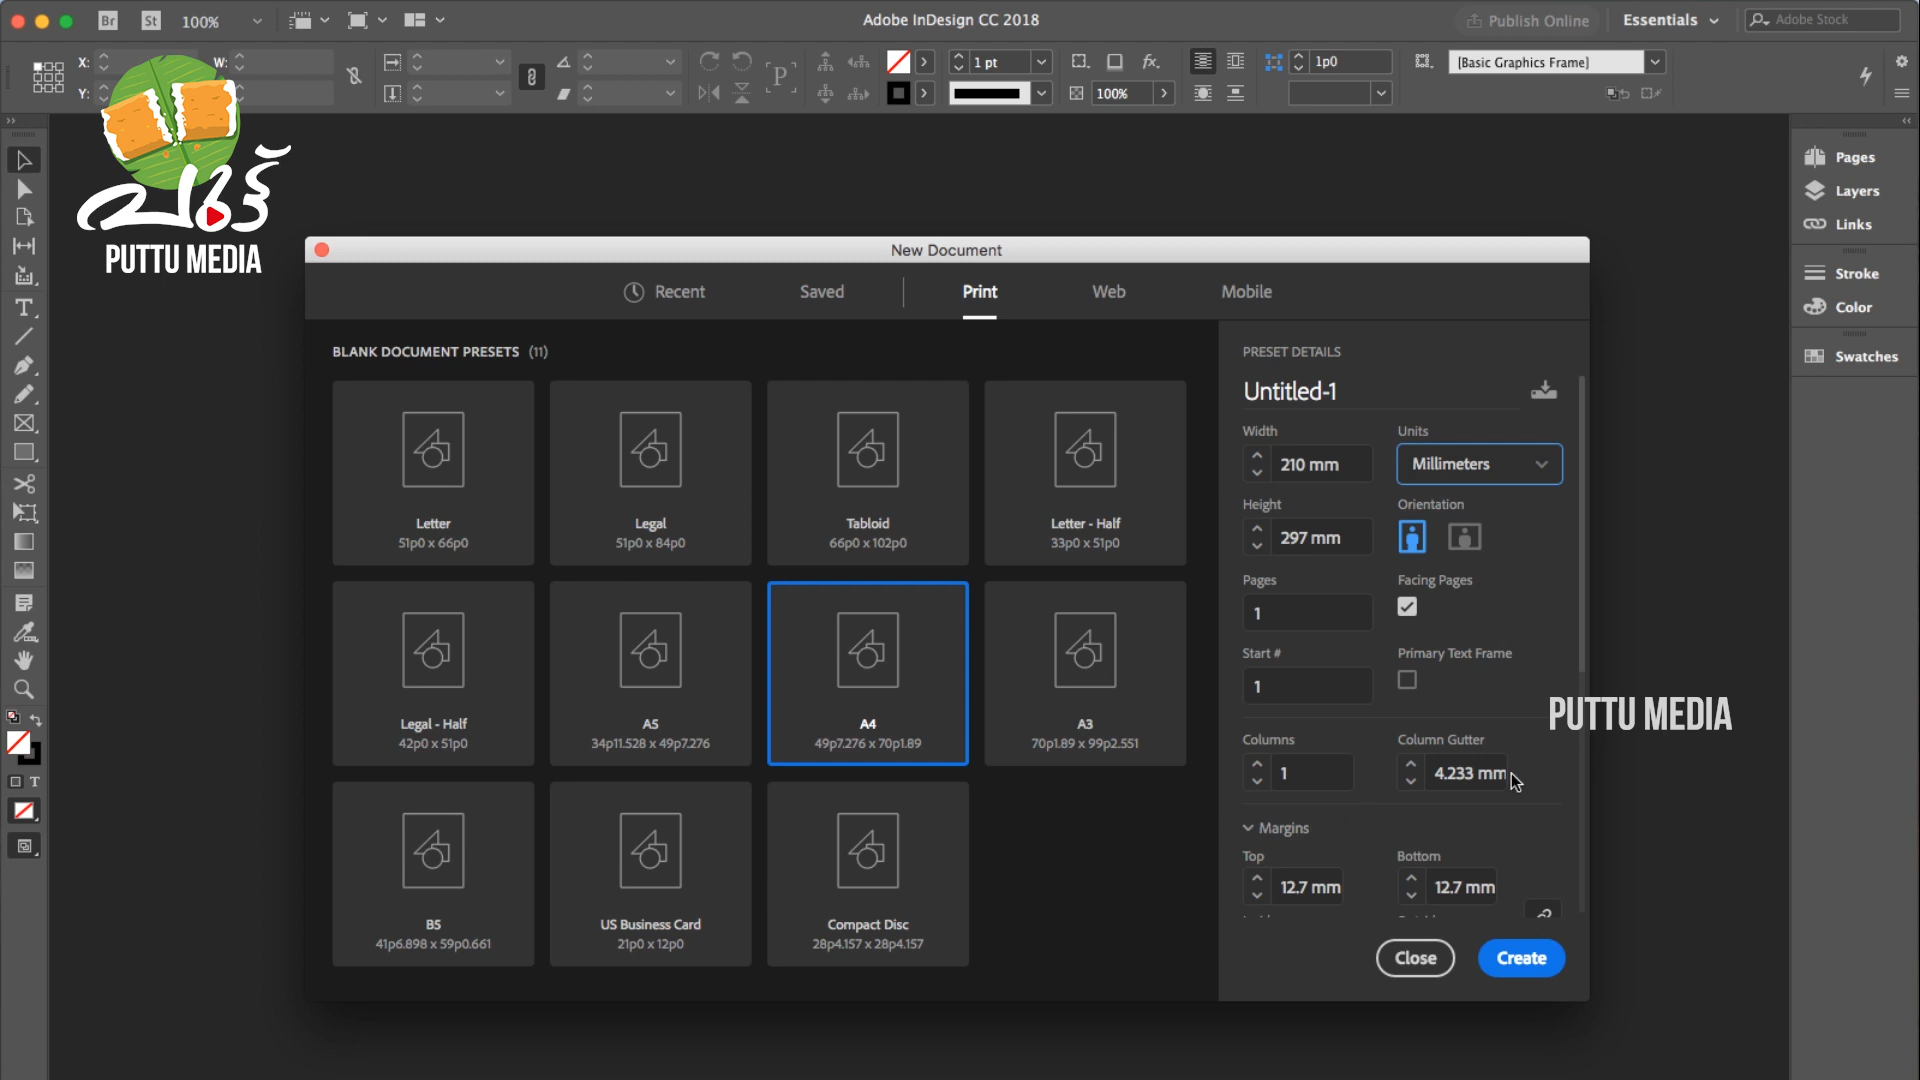 Br St 100% Adobe InDesign CC 2018 Publish Online Essentials Adobe Stock
X: W: 1 pt fx. 1p0 [Basic Graphics Frame]
Y: P 100%
പുട്ട്
PUTTU MEDIA
Pages
Layers
Links
Stroke
Color
Swatches
New Document
Recent Saved Print Web Mobile
BLANK DOCUMENT PRESETS (11)
Letter
51p0 x 66p0
Legal
51p0 x 84p0
Tabloid
66p0 x 102p0
Letter - Half
33p0 x 51p0
Legal - Half
42p0 x 51p0
A5
34p11.528 x 49p7.276
A4
49p7.276 x 70p1.89
A3
70p1.89 x 99p2.551
B5
41p6.898 x 59p0.661
US Business Card
21p0 x 12p0
Compact Disc
28p4.157 x 28p4.157
PRESET DETAILS
Untitled-1
Width Units
210 mm Millimeters
Height Orientation
297 mm
Pages Facing Pages
1
Start # Primary Text Frame
1
Columns Column Gutter
1 4.233 mm
Margins
Top Bottom
12.7 mm 12.7 mm
Close Create
PUTTU MEDIA